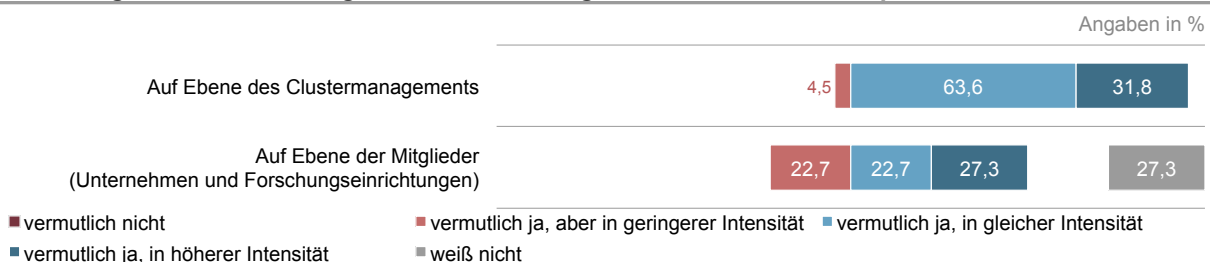 Angaben in %
Auf Ebene des Clustermanagements
4,5 63,6 31,8
Auf Ebene der Mitglieder
(Unternehmen und Forschungseinrichtungen)
22,7 22,7 27,3 27,3
vermutlich nicht vermutlich ja, aber in geringerer Intensität vermutlich ja, in gleicher Intensität
vermutlich ja, in höherer Intensität weiß nicht